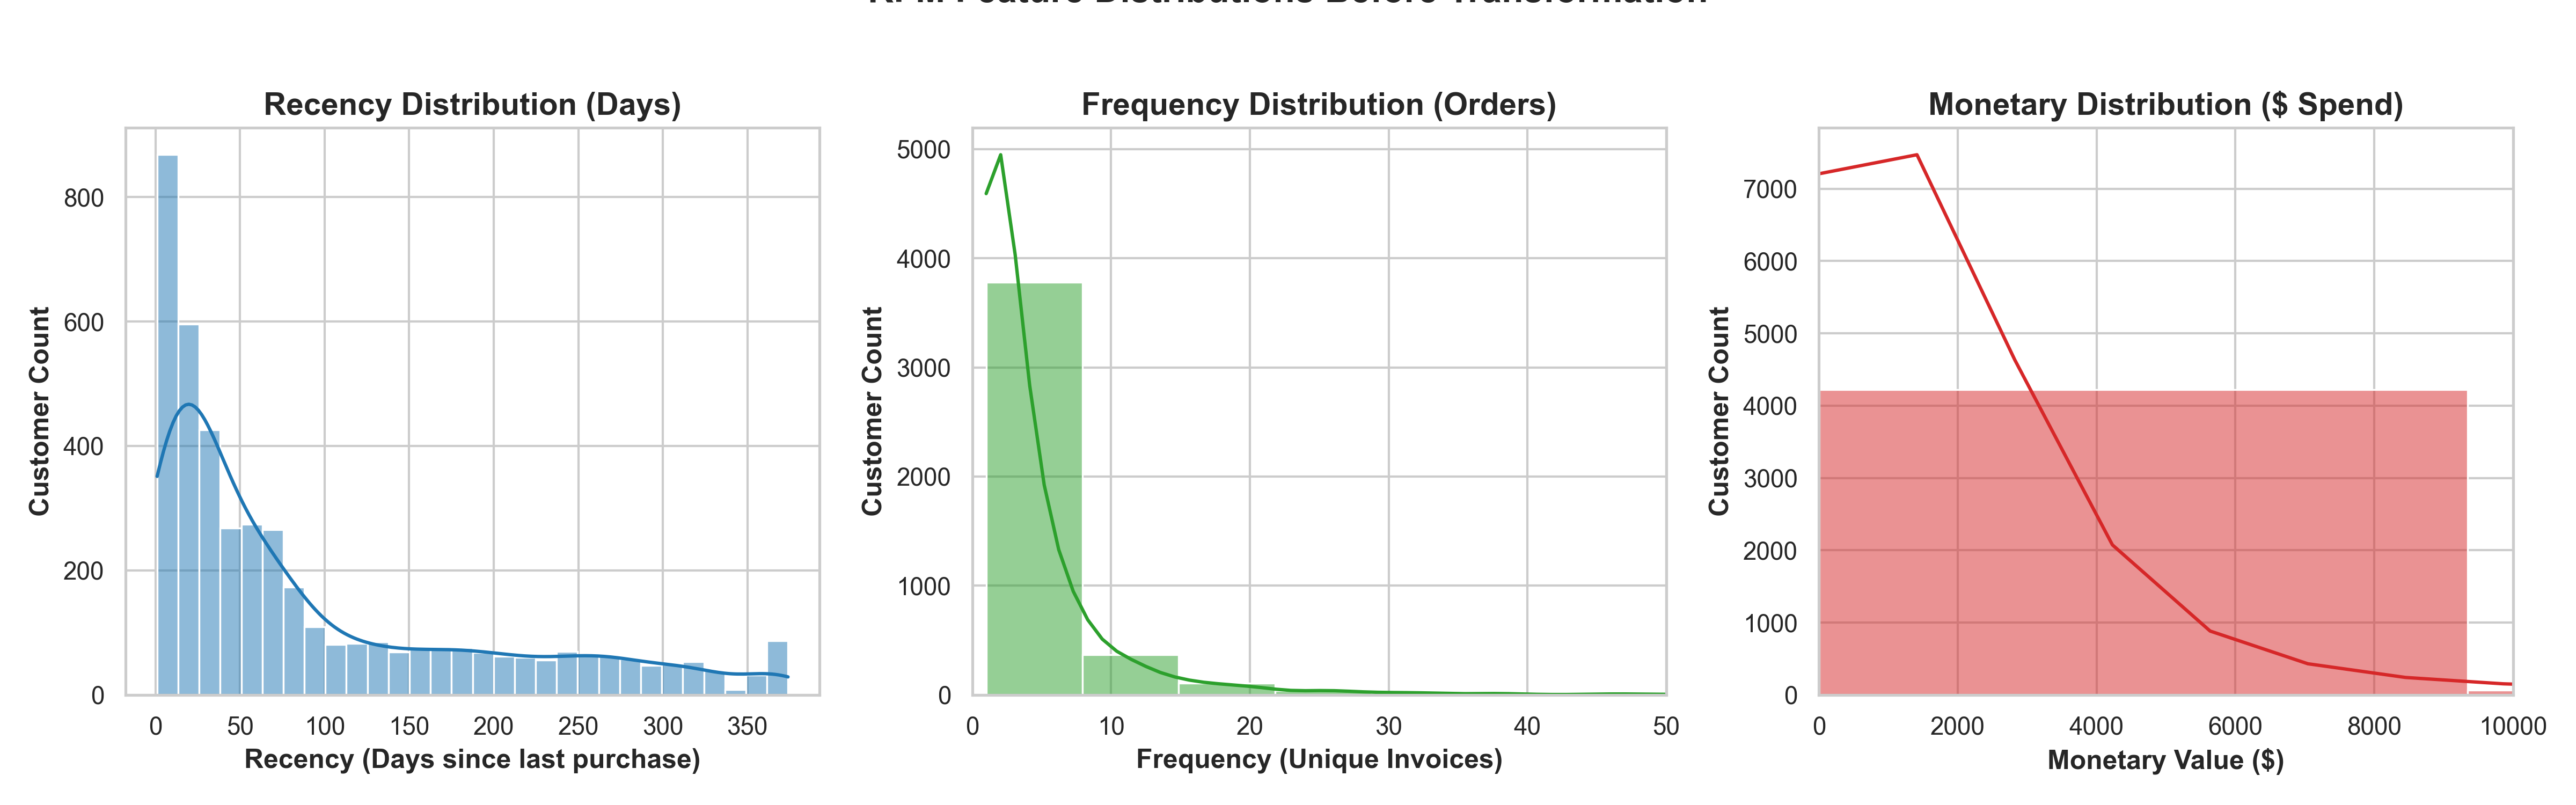 Recency Distribution (Days)
Customer Count
800
600
400
200
0
0 50 100 150 200 250 300 350
Recency (Days since last purchase)
Frequency Distribution (Orders)
Customer Count
5000
4000
3000
2000
1000
0
0 10 20 30 40 50
Frequency (Unique Invoices)
Monetary Distribution ($ Spend)
Customer Count
7000
6000
5000
4000
3000
2000
1000
0
0 2000 4000 6000 8000 10000
Monetary Value ($)